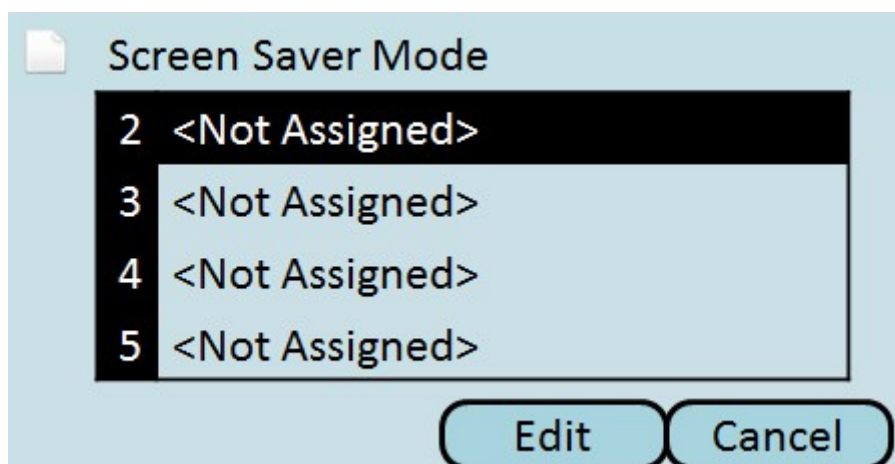 Screen Saver Mode
2 <Not Assigned>
3 <Not Assigned>
4 <Not Assigned>
5 <Not Assigned>
Edit Cancel